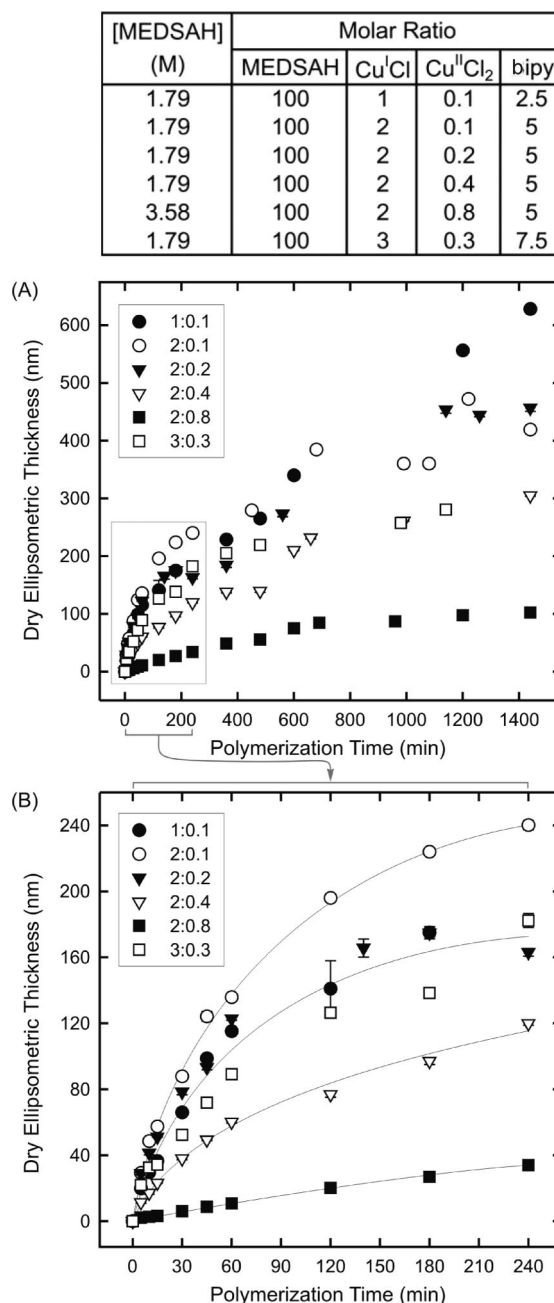 [MEDSAH] Molar Ratio
(M) MEDSAH CuᴵCl CuᴵᴵCl₂ bipy
1.79 100 1 0.1 2.5
1.79 100 2 0.1 5
1.79 100 2 0.2 5
1.79 100 2 0.4 5
3.58 100 2 0.8 5
1.79 100 3 0.3 7.5
(A)
Dry Ellipsometric Thickness (nm)
600
500
400
300
200
100
0
1:0.1
2:0.1
2:0.2
2:0.4
2:0.8
3:0.3
0 200 400 600 800 1000 1200 1400
Polymerization Time (min)
(B)
Dry Ellipsometric Thickness (nm)
240
200
160
120
80
40
0
1:0.1
2:0.1
2:0.2
2:0.4
2:0.8
3:0.3
0 30 60 90 120 150 180 210 240
Polymerization Time (min)